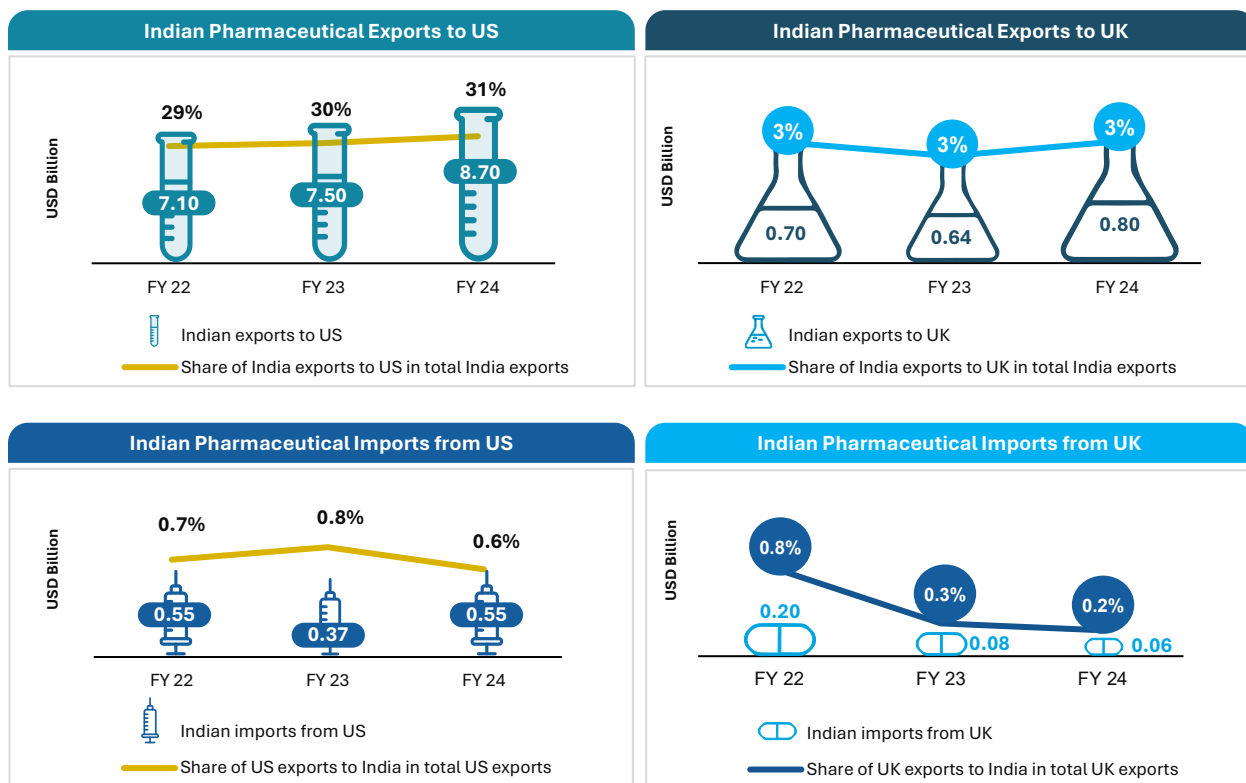 Indian Pharmaceutical Exports to US
USD Billion
29%
30%
31%
7.10
7.50
8.70
FY 22
FY 23
FY 24
Indian exports to US
Share of India exports to US in total India exports
Indian Pharmaceutical Exports to UK
USD Billion
3%
3%
3%
0.70
0.64
0.80
FY 22
FY 23
FY 24
Indian exports to UK
Share of India exports to UK in total India exports
Indian Pharmaceutical Imports from US
USD Billion
0.7%
0.8%
0.6%
0.55
0.37
0.55
FY 22
FY 23
FY 24
Indian imports from US
Share of US exports to India in total US exports
Indian Pharmaceutical Imports from UK
USD Billion
0.8%
0.3%
0.2%
0.20
0.08
0.06
FY 22
FY 23
FY 24
Indian imports from UK
Share of UK exports to India in total UK exports